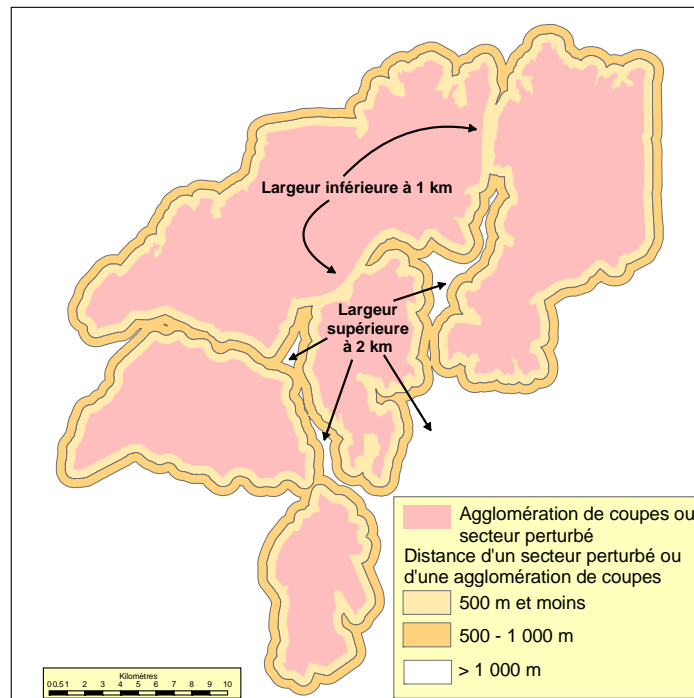 Largeur inférieure à 1 km
Largeur
supérieure
à 2 km
Agglomération de coupes ou
secteur perturbé
Distance d'un secteur perturbé ou
d'une agglomération de coupes
500 m et moins
500 - 1 000 m
> 1 000 m
Kilomètres
0 0.5 1 2 3 4 5 6 7 8 9 10